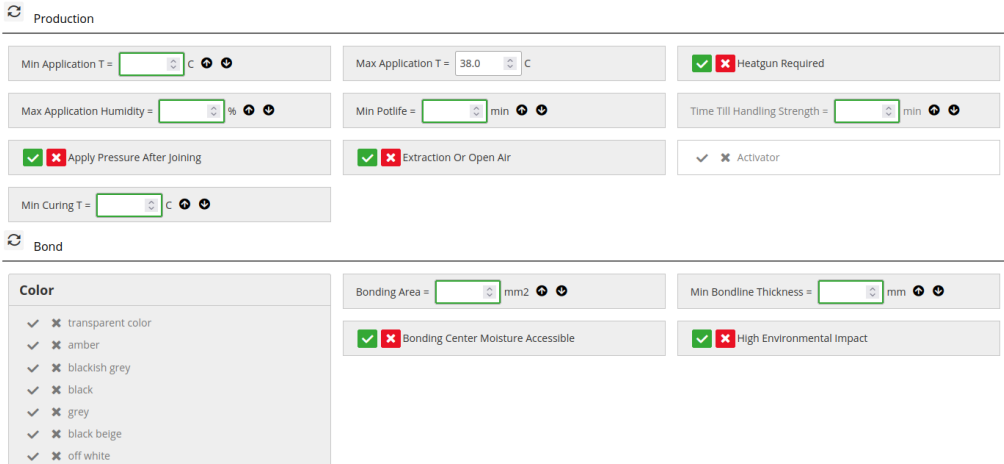 Production
Min Application T = C
Max Application T = 38.0 C
Heatgun Required
Max Application Humidity = %
Min Potlife = min
Time Till Handling Strength = min
Apply Pressure After Joining
Extraction Or Open Air
Activator
Min Curing T = C
Bond
Color
transparent color
amber
blackish grey
black
grey
black beige
off white
Bonding Area = mm2
Min Bondline Thickness = mm
Bonding Center Moisture Accessible
High Environmental Impact